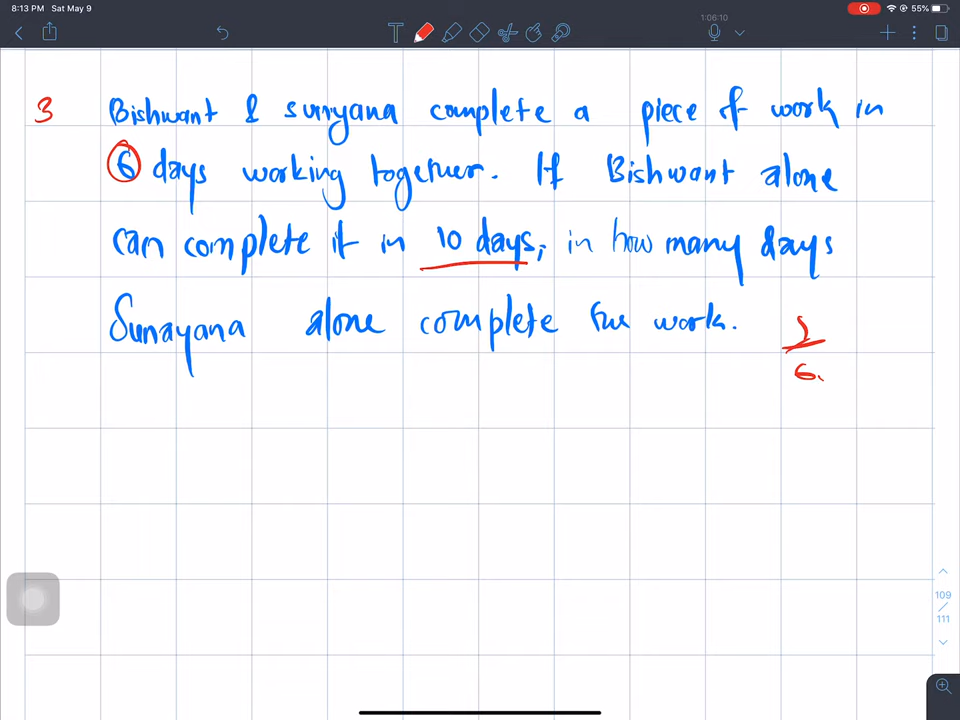 8:13 PM Sat May 9
55%
1:06:10
3 Bishwant & Sunyana complete a piece of work in
6 days working together. If Bishwant alone
can complete it in 10 days, in how many days
Sunayana alone complete the work.
1
6.
109
/
111